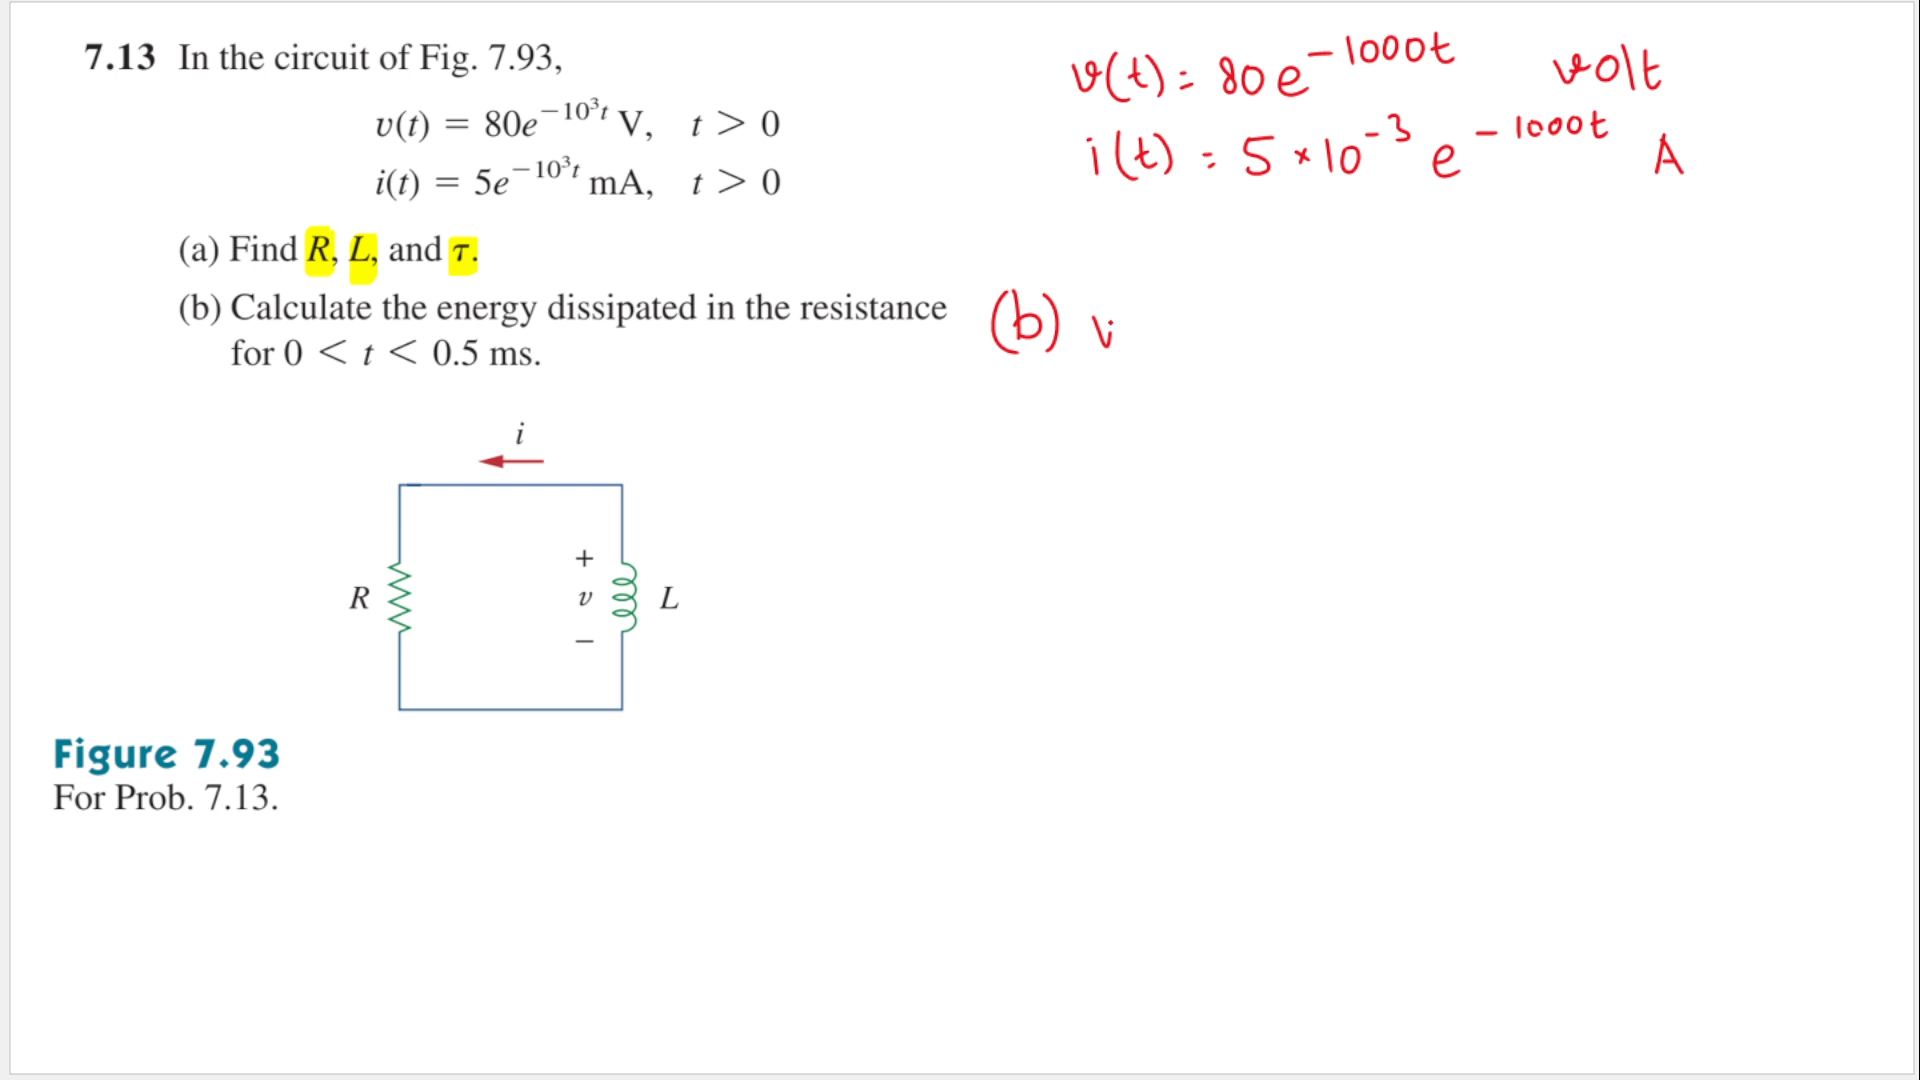 7.13 In the circuit of Fig. 7.93,
v(t) = 80e^{-10^3t} V, t > 0
i(t) = 5e^{-10^3t} mA, t > 0
(a) Find R, L, and τ.
(b) Calculate the energy dissipated in the resistance
for 0 < t < 0.5 ms.
i
R
+
v
−
L
Figure 7.93
For Prob. 7.13.
v(t) = 80 e^{-1000t} volt
i(t) = 5 × 10^{-3} e^{-1000t} A
(b)